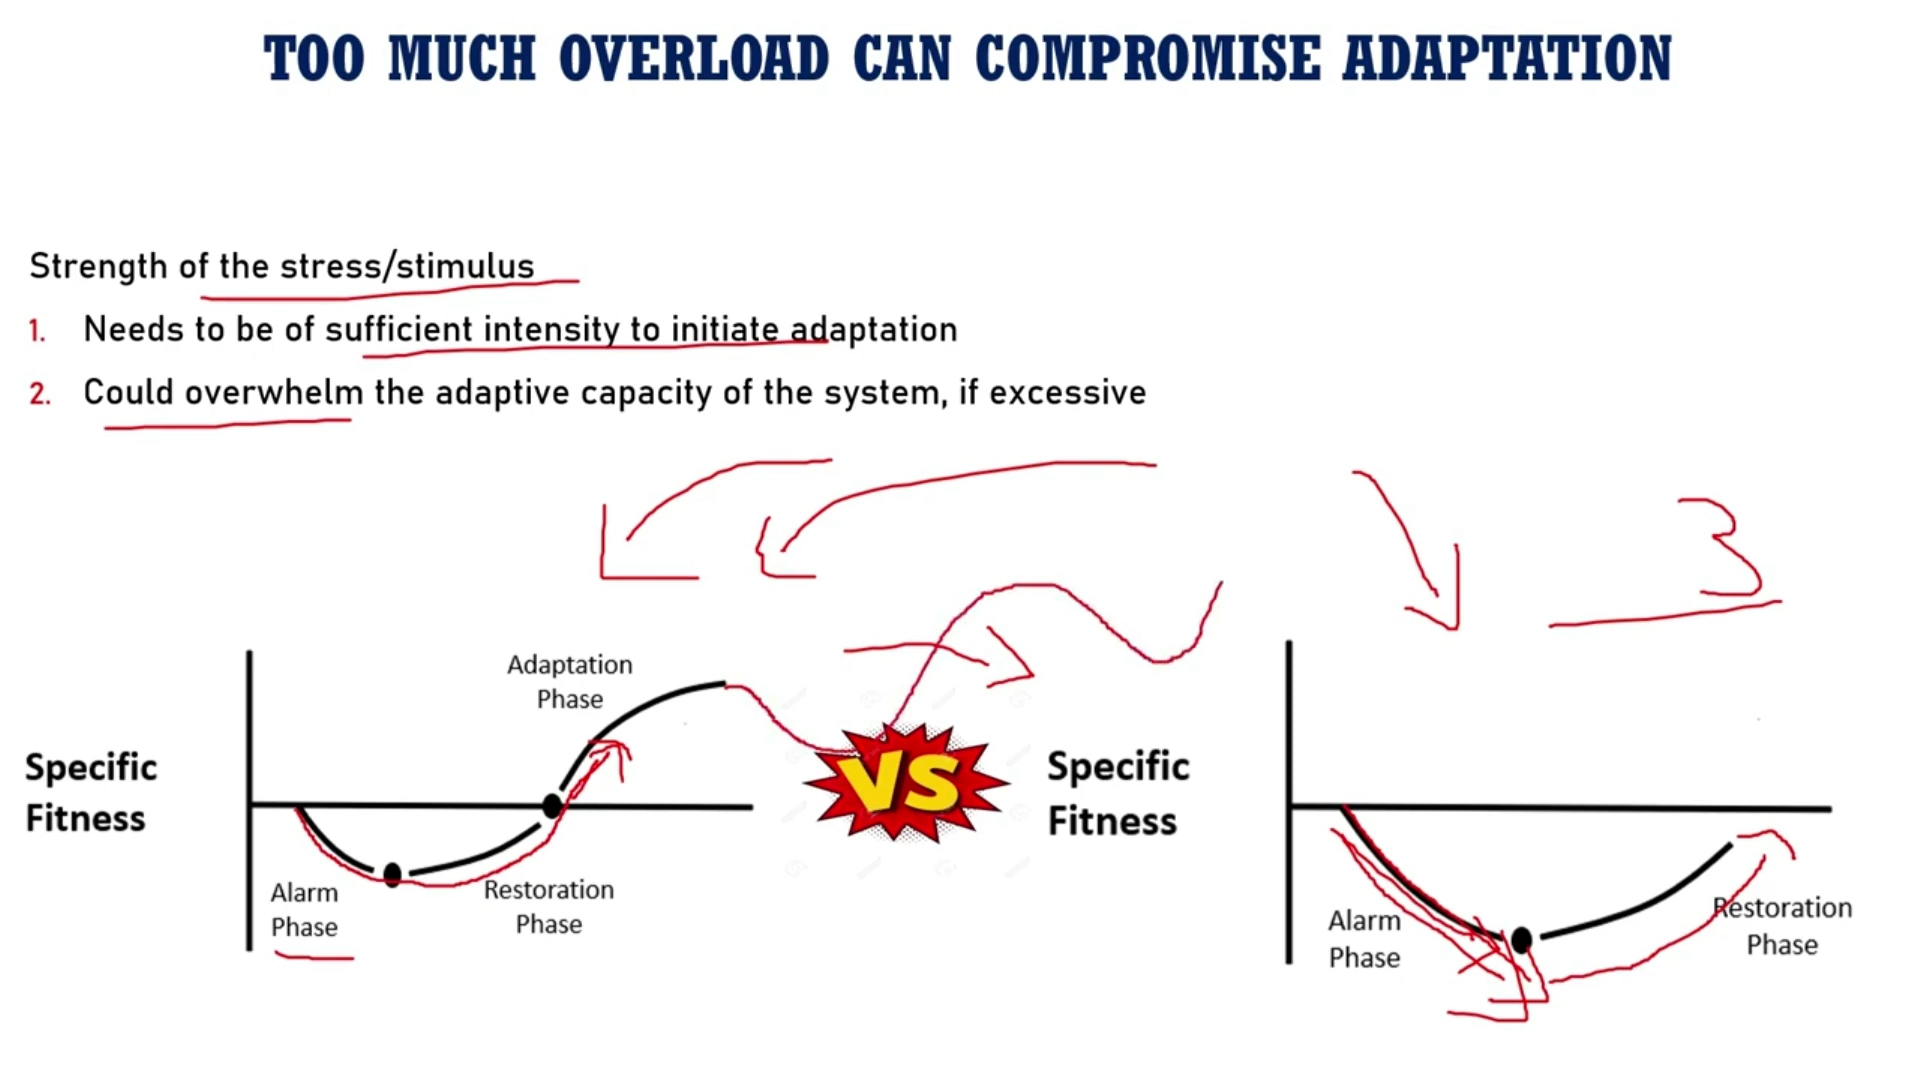 TOO MUCH OVERLOAD CAN COMPROMISE ADAPTATION
Strength of the stress/stimulus
1. Needs to be of sufficient intensity to initiate adaptation
2. Could overwhelm the adaptive capacity of the system, if excessive
3
Adaptation
Phase
Specific
Fitness
Alarm
Phase
Restoration
Phase
VS
Specific
Fitness
Alarm
Phase
Restoration
Phase